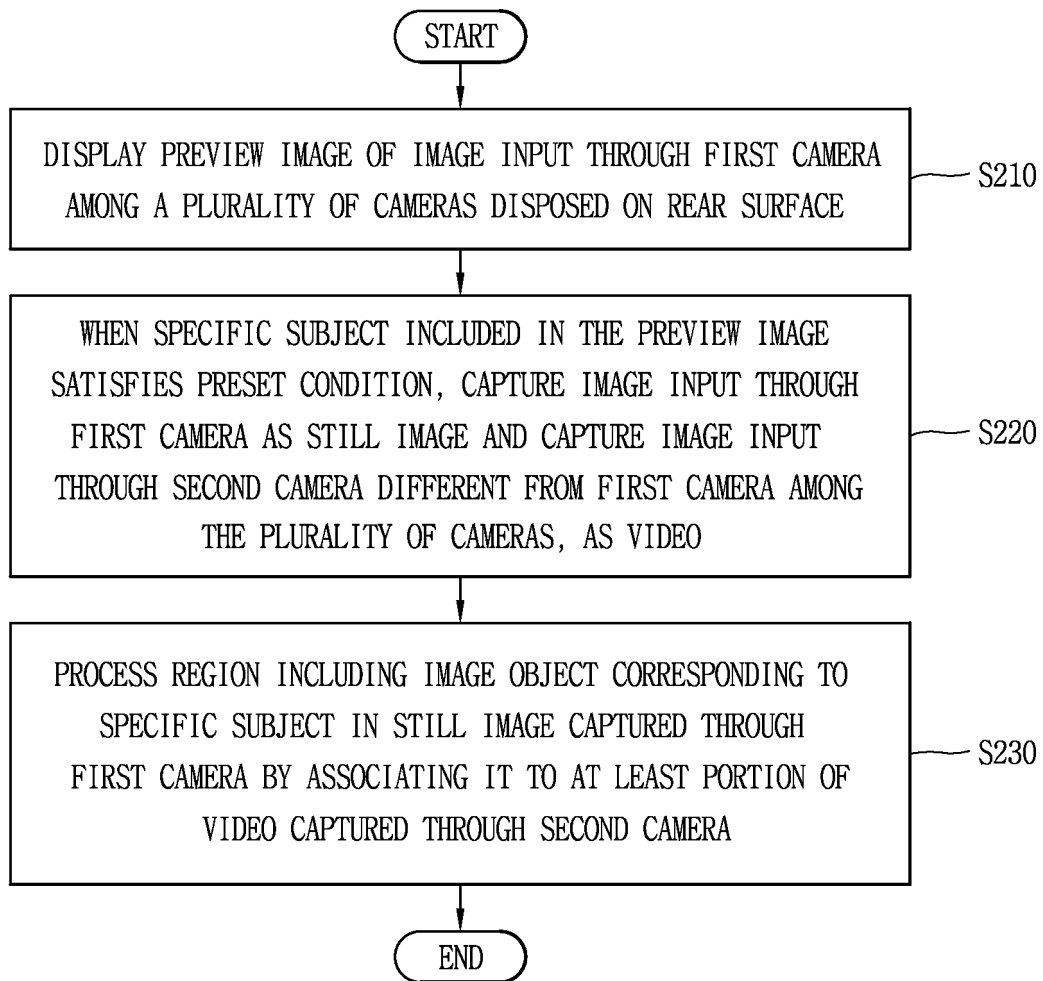 START
DISPLAY PREVIEW IMAGE OF IMAGE INPUT THROUGH FIRST CAMERA
AMONG A PLURALITY OF CAMERAS DISPOSED ON REAR SURFACE
S210
WHEN SPECIFIC SUBJECT INCLUDED IN THE PREVIEW IMAGE
SATISFIES PRESET CONDITION, CAPTURE IMAGE INPUT THROUGH
FIRST CAMERA AS STILL IMAGE AND CAPTURE IMAGE INPUT
THROUGH SECOND CAMERA DIFFERENT FROM FIRST CAMERA AMONG
THE PLURALITY OF CAMERAS, AS VIDEO
S220
PROCESS REGION INCLUDING IMAGE OBJECT CORRESPONDING TO
SPECIFIC SUBJECT IN STILL IMAGE CAPTURED THROUGH
FIRST CAMERA BY ASSOCIATING IT TO AT LEAST PORTION OF
VIDEO CAPTURED THROUGH SECOND CAMERA
S230
END